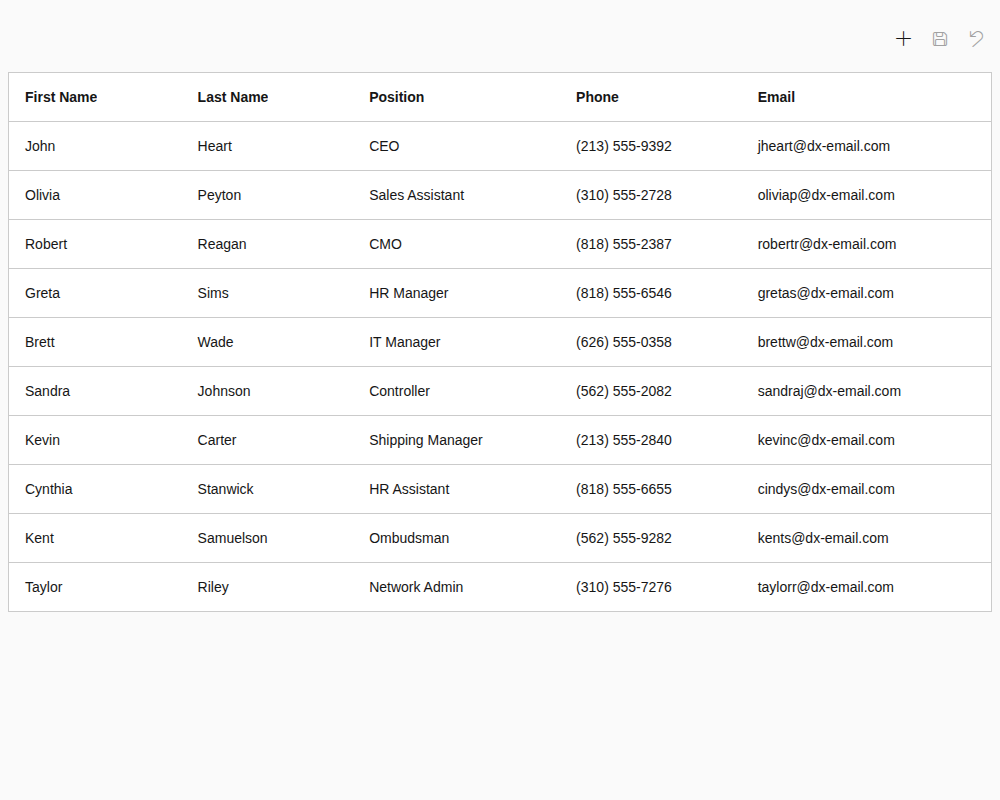 First Name Last Name Position Phone Email
John Heart CEO (213) 555-9392 jheart@dx-email.com
Olivia Peyton Sales Assistant (310) 555-2728 oliviap@dx-email.com
Robert Reagan CMO (818) 555-2387 robertr@dx-email.com
Greta Sims HR Manager (818) 555-6546 gretas@dx-email.com
Brett Wade IT Manager (626) 555-0358 brettw@dx-email.com
Sandra Johnson Controller (562) 555-2082 sandraj@dx-email.com
Kevin Carter Shipping Manager (213) 555-2840 kevinc@dx-email.com
Cynthia Stanwick HR Assistant (818) 555-6655 cindys@dx-email.com
Kent Samuelson Ombudsman (562) 555-9282 kents@dx-email.com
Taylor Riley Network Admin (310) 555-7276 taylorr@dx-email.com